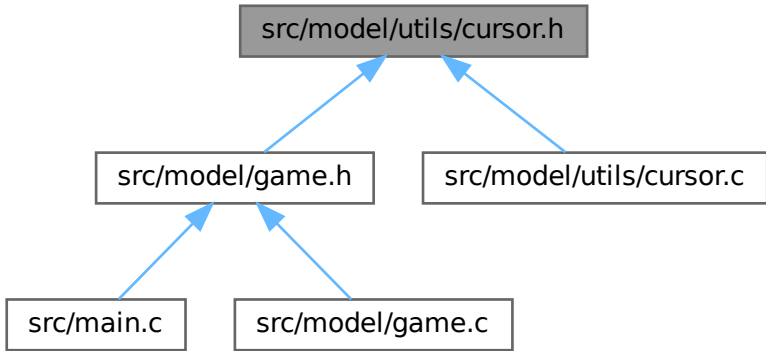 src/model/utils/cursor.h
src/model/game.h
src/model/utils/cursor.c
src/main.c
src/model/game.c